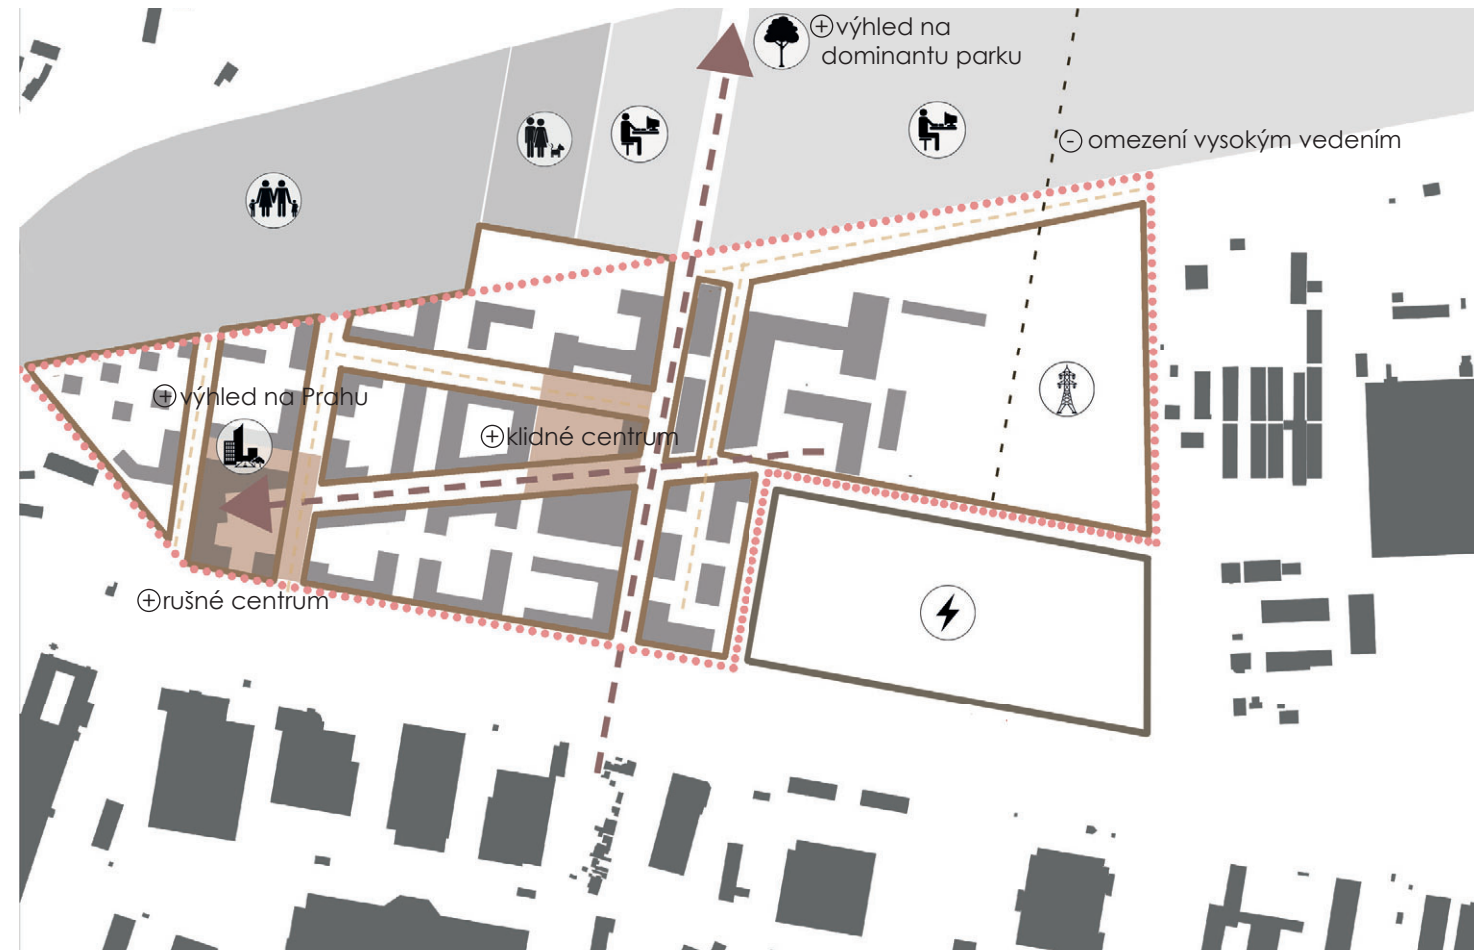 ⊕výhled na
dominantu parku
⊖ omezení vysokým vedením
⊕výhled na Prahu
⊕klidné centrum
⊕rušné centrum